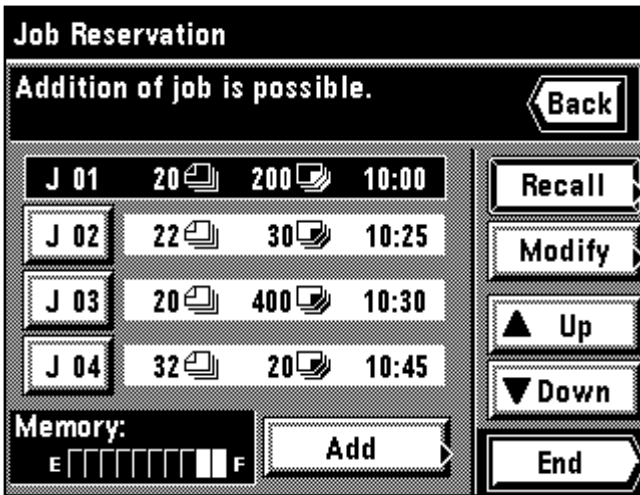 Job Reservation
Addition of job is possible.
Back
J 01 20 200 10:00
Recall
J 02 22 30 10:25
Modify
J 03 20 400 10:30
Up
J 04 32 20 10:45
Down
Memory:
E F
Add
End